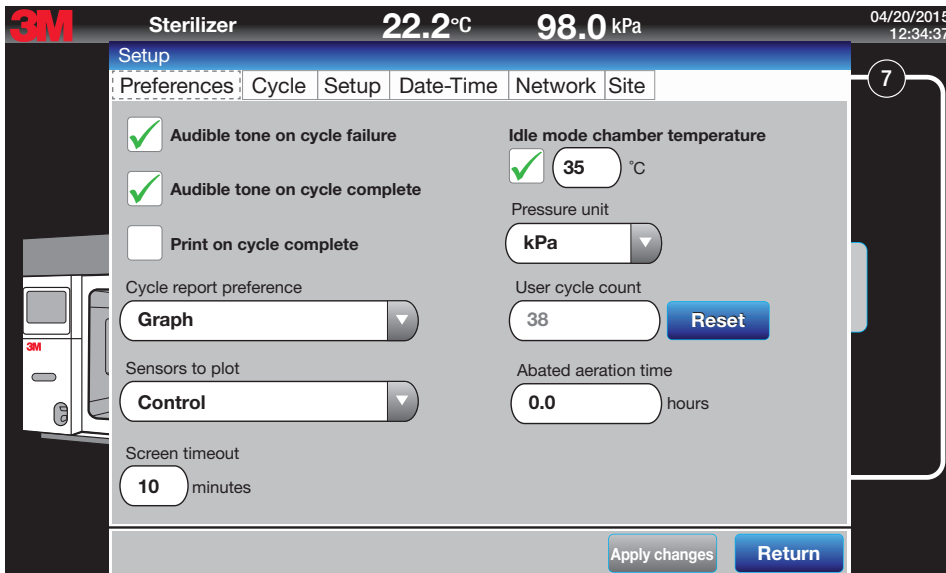 3M Sterilizer 22.2°C 98.0 kPa 04/20/2015
12:34:37
Setup
Preferences Cycle Setup Date-Time Network Site
7
Audible tone on cycle failure
Audible tone on cycle complete
Print on cycle complete
Cycle report preference
Graph
Sensors to plot
Control
Screen timeout
10 minutes
Idle mode chamber temperature
35 °C
Pressure unit
kPa
User cycle count
38 Reset
Abated aeration time
0.0 hours
3M
Apply changes Return